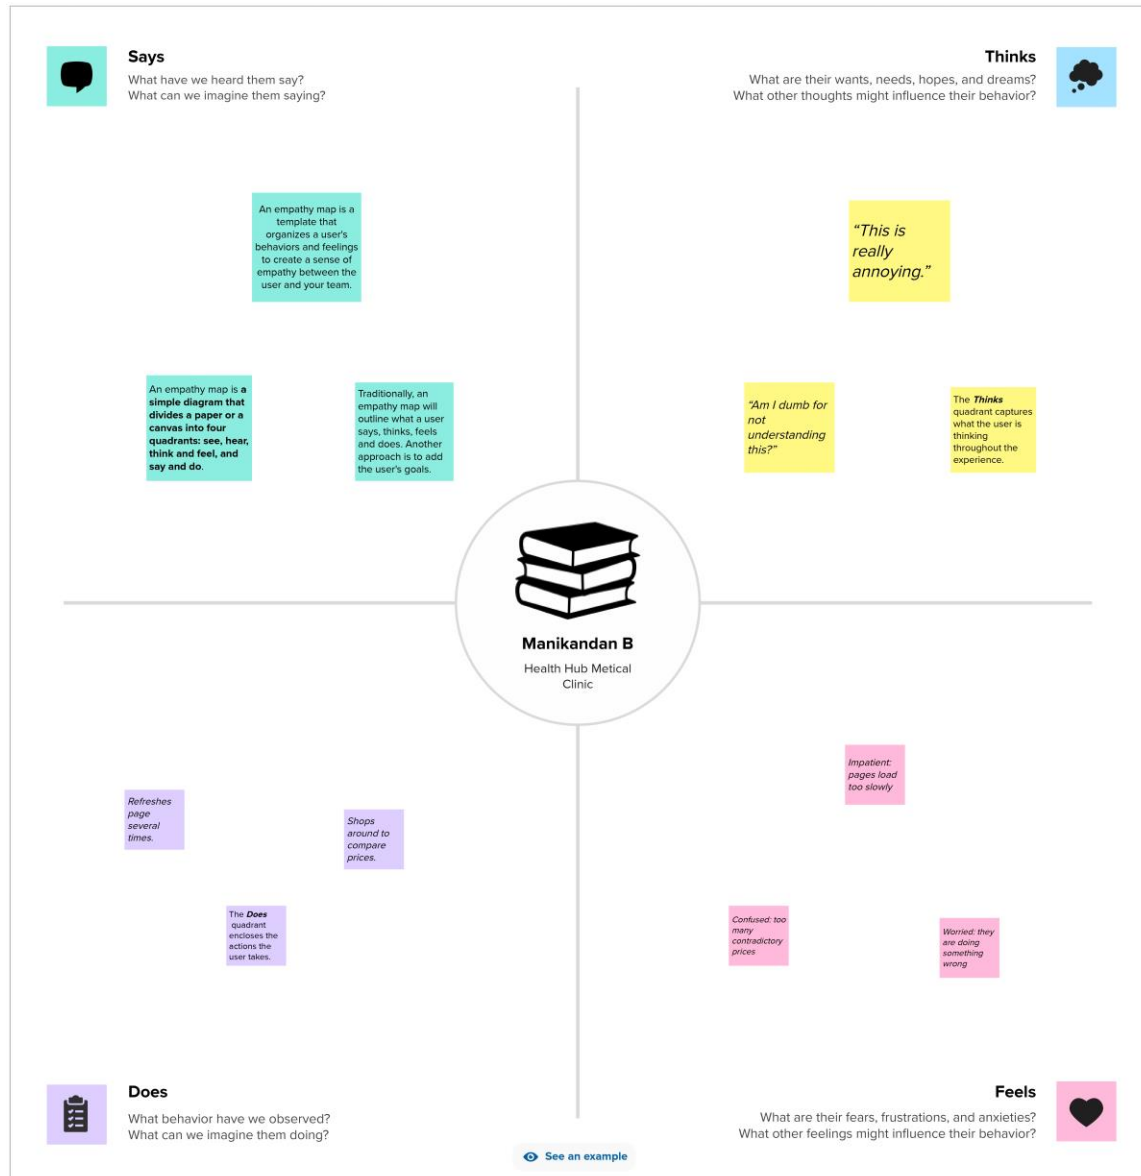 Says
What have we heard them say?
What can we imagine them saying?
Thinks
What are their wants, needs, hopes, and dreams?
What other thoughts might influence their behavior?
An empathy map is a
template that
organizes a user's
behaviors and feelings
to create a sense of
empathy between the
user and your team.
An empathy map is a
simple diagram that
divides a paper or a
canvas into four
quadrants: see, hear,
think and feel, and
say and do.
Traditionally, an
empathy map will
outline what a user
says, thinks, feels
and does. Another
approach is to add
the user's goals.
“This is
really
annoying.”
“Am I dumb for
not
understanding
this?”
The Thinks
quadrant captures
what the user is
thinking
throughout the
experience.
Manikandan B
Health Hub Metical
Clinic
Refreshes
page
several
times.
Shops
around to
compare
prices.
The Does
quadrant
encloses the
actions the
user takes.
Impatient:
pages load
too slowly
Confused: too
many
contradictory
prices
Worried: they
are doing
something
wrong
Does
What behavior have we observed?
What can we imagine them doing?
Feels
What are their fears, frustrations, and anxieties?
What other feelings might influence their behavior?
See an example